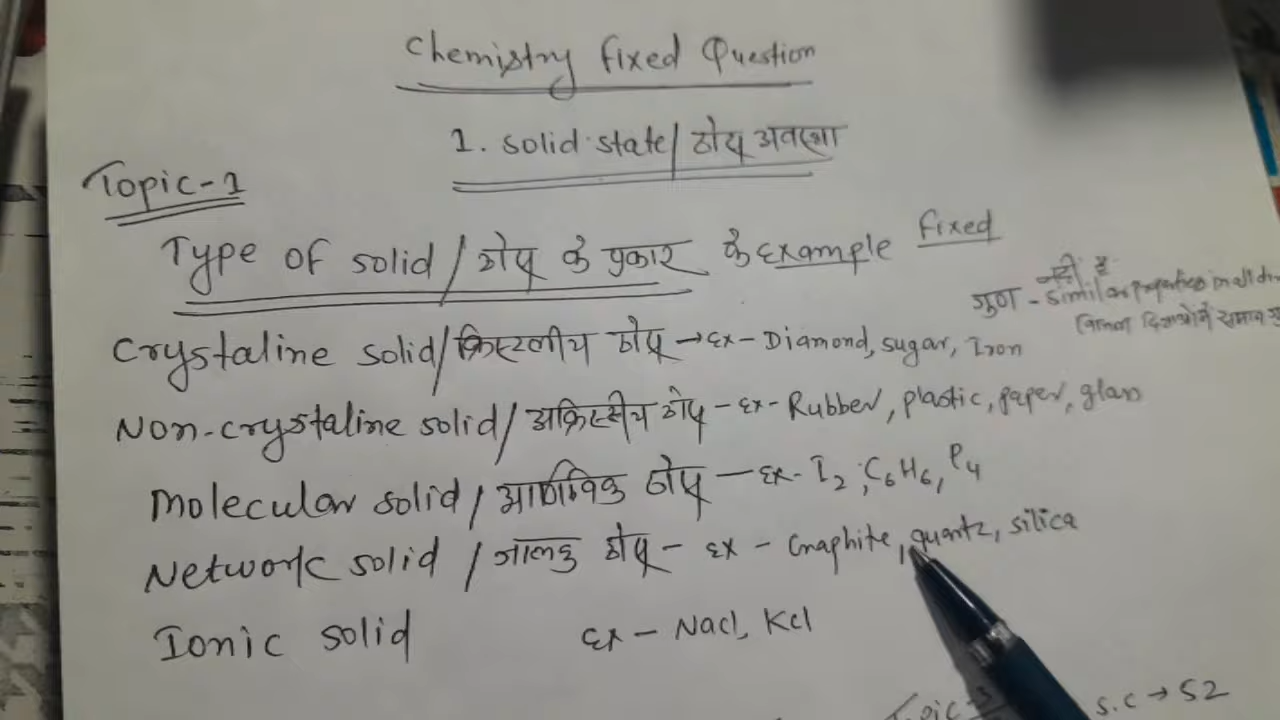 Chemistry fixed Question
1. solid state/ठोस अवस्था
Topic-1
Type of solid/ठोस के प्रकार के Example fixed
नही है
गुण - similar properties in all
Crystaline solid/क्रिस्टलीय ठोस → Ex - Diamond, sugar, Iron
Non-crystaline solid/अक्रिस्टीय ठोस - Ex - Rubber, plastic, paper, glass
Molecular solid/आण्विक ठोस - Ex - I2, C6H6, P4
Network solid/जालक ठोस - Ex - Graphite, quartz, silica
Ionic solid Ex - Nacl, Kcl
s.c → 52